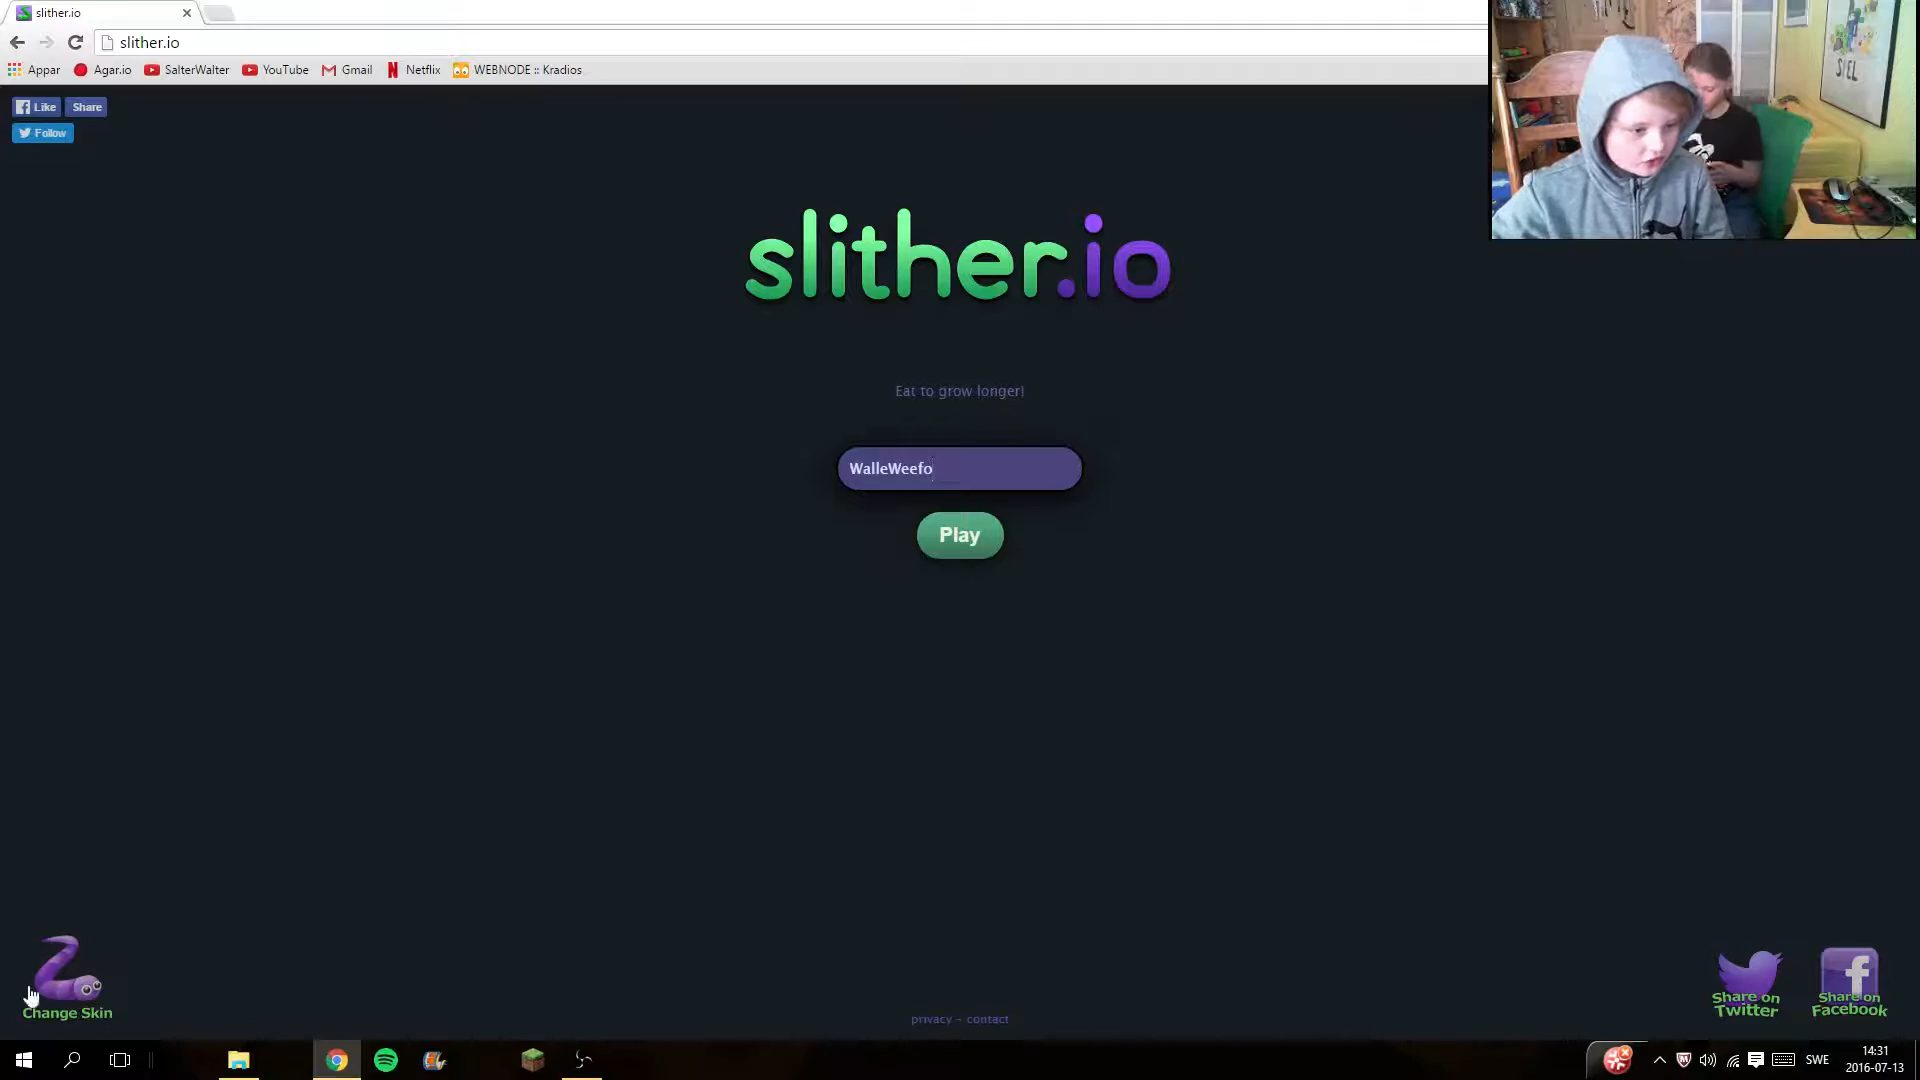 slither.io
slither.io
Appar Agar.io SalterWalter YouTube Gmail Netflix WEBNODE :: Kradios
Like Share
Follow
SPEL
slither.io
Eat to grow longer!
WalleWeefo
Play
Change Skin
Share on
Twitter
Share on
Facebook
privacy - contact
SWE
14:31
2016-07-13